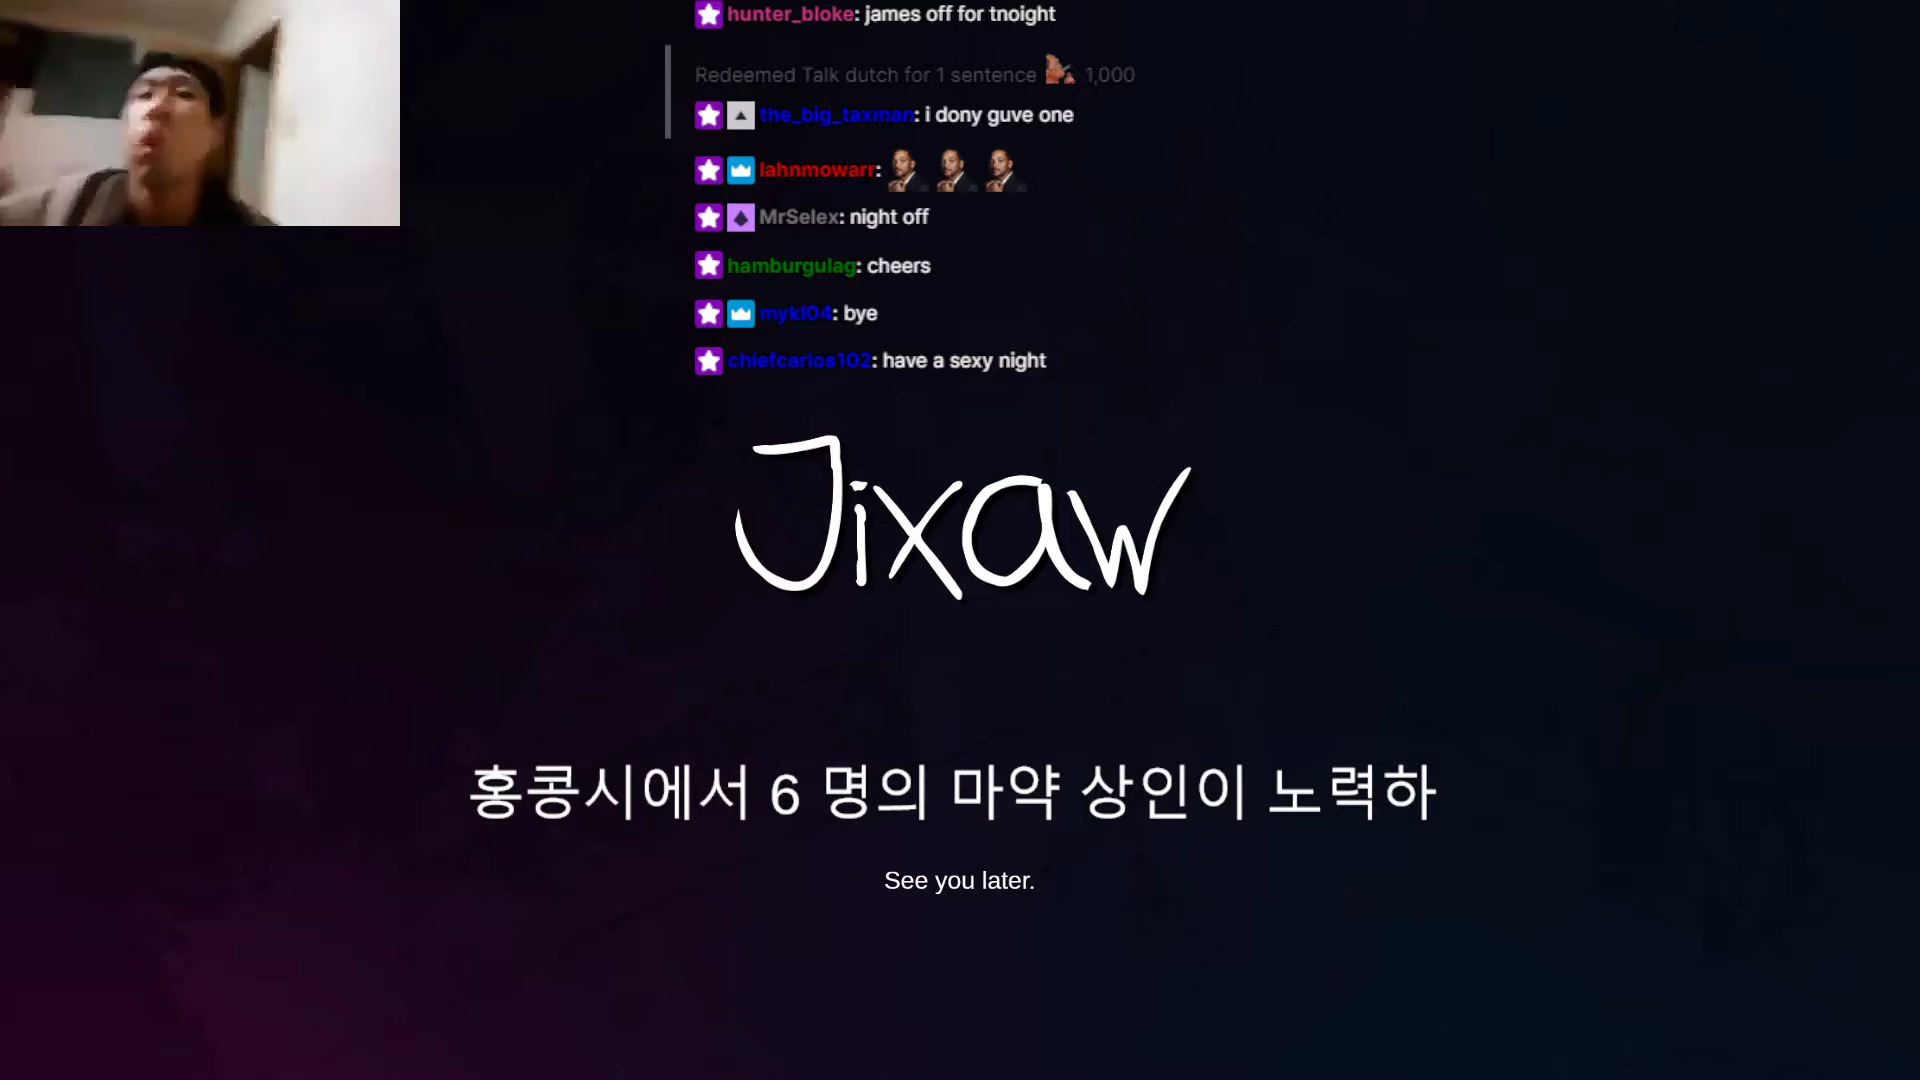 hunter_bloke: james off for tnoight
Redeemed Talk dutch for 1 sentence 1,000
the_big_taxman: i dony guve one
lahnmowarr:
MrSelex: night off
hamburgulag: cheers
mykl04: bye
chiefcarlos102: have a sexy night
Jixaw
홍콩시에서 6 명의 마약 상인이 노력하
See you later.